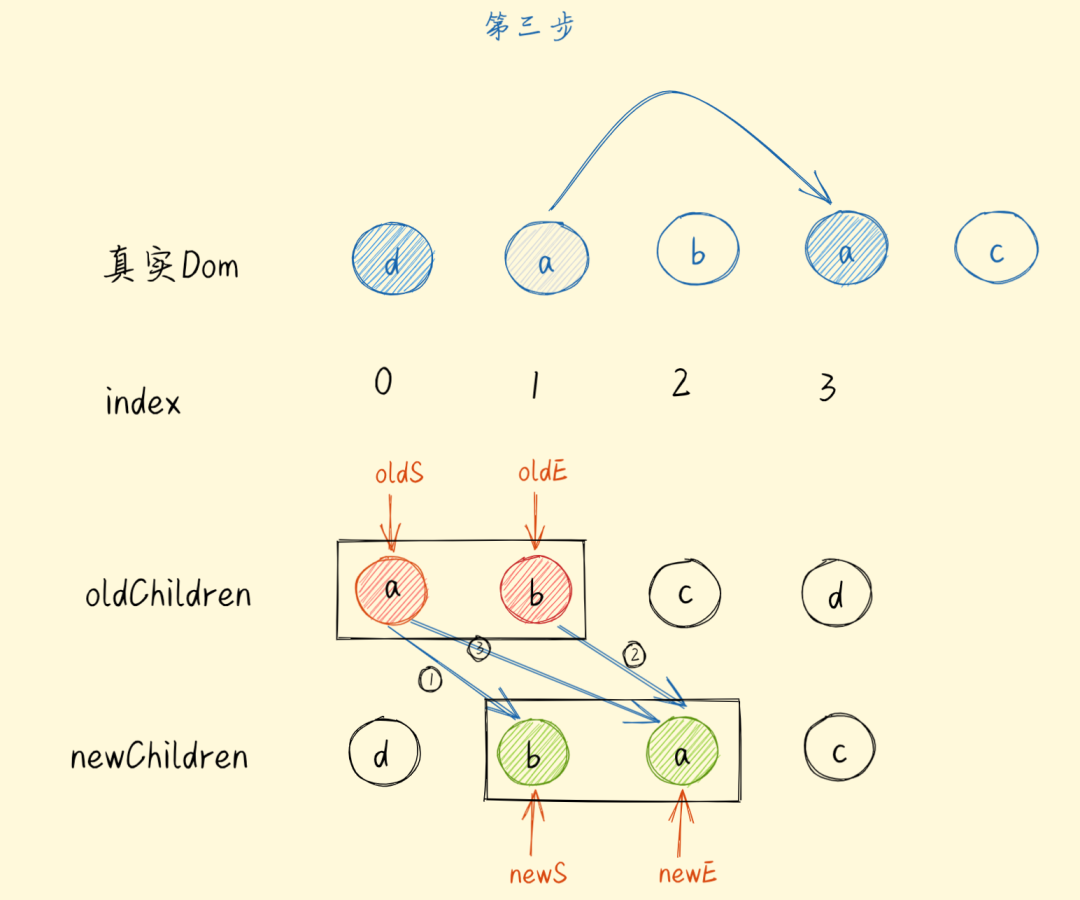 第三步
真实Dom d a b a c
index 0 1 2 3
oldS oldE
oldChildren a b c d
① ③ ②
newChildren d b a c
newS newE